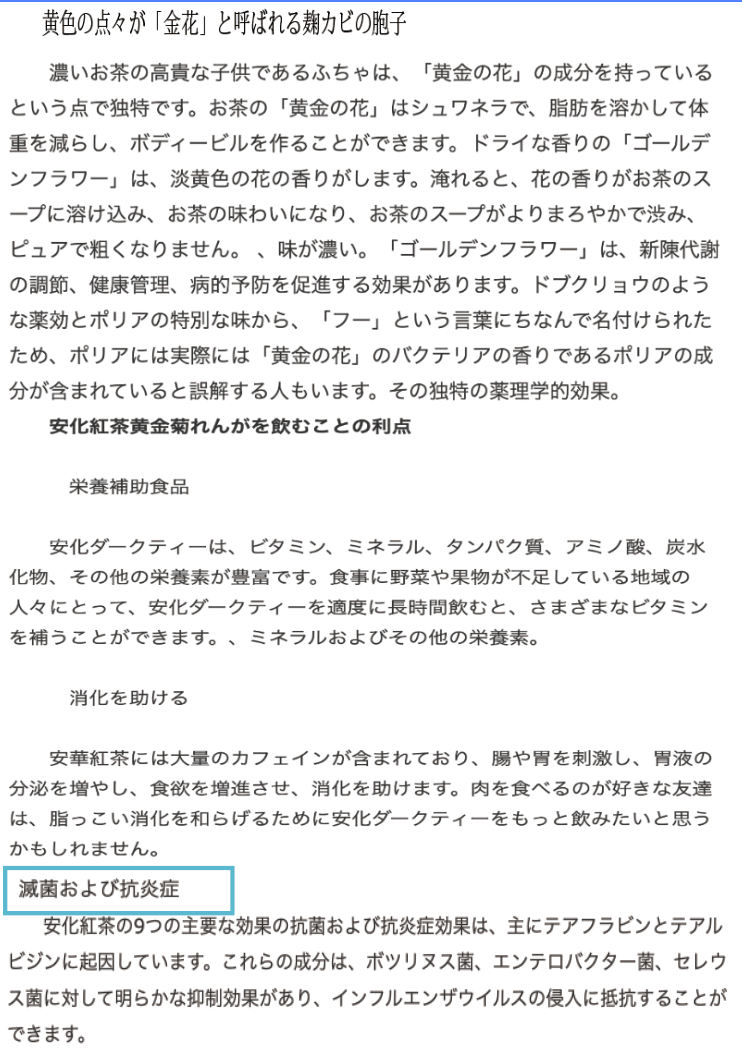 黄色の点々が「金花」と呼ばれる麹カビの胞子
濃いお茶の高貴な子供であるふちゃは、「黄金の花」の成分を持っている
という点で独特です。お茶の「黄金の花」はシュワネラで、脂肪を溶かして体
重を減らし、ボディービルを作ることができます。ドライな香りの「ゴールデ
ンフラワー」は、淡黄色の花の香りがします。淹れると、花の香りがお茶のス
ープに溶け込み、お茶の味わいになり、お茶のスープがよりまろやかで渋み、
ピュアで粗くなりません。 、味が濃い。「ゴールデンフラワー」は、新陳代謝
の調節、健康管理、病的予防を促進する効果があります。ドブクリョウのよう
な薬効とポリアの特別な味から、「フー」という言葉にちなんで名付けられた
ため、ポリアには実際には「黄金の花」のバクテリアの香りであるポリアの成
分が含まれていると誤解する人もいます。その独特の薬理学的効果。
安化紅茶黄金菊れんがを飲むことの利点
栄養補助食品
安化ダークティーは、ビタミン、ミネラル、タンパク質、アミノ酸、炭水
化物、その他の栄養素が豊富です。食事に野菜や果物が不足している地域の
人々にとって、安化ダークティーを適度に長時間飲むと、さまざまなビタミン
を補うことができます。、ミネラルおよびその他の栄養素。
消化を助ける
安華紅茶には大量のカフェインが含まれており、腸や胃を刺激し、胃液の
分泌を増やし、食欲を増進させ、消化を助けます。肉を食べるのが好きな友達
は、脂っこい消化を和らげるために安化ダークティーをもっと飲みたいと思う
かもしれません。
滅菌および抗炎症
安化紅茶の9つの主要な効果の抗菌および抗炎症効果は、主にテアフラビンとテアル
ビジンに起因しています。これらの成分は、ボツリヌス菌、エンテロバクター菌、セレウ
ス菌に対して明らかな抑制効果があり、インフルエンザウイルスの侵入に抵抗することが
できます。